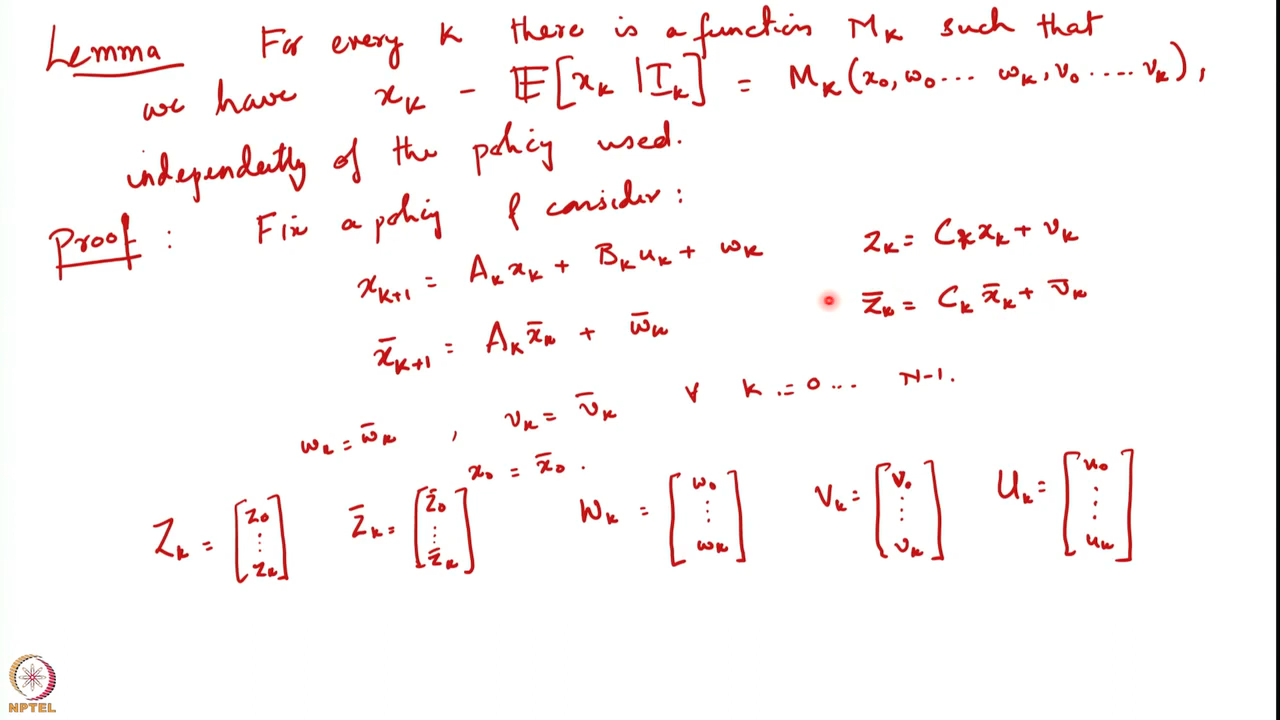 Lemma For every k there is a function M_k such that
we have x_k - 𝔼[x_k | I_k] = M_k(x_0, w_0 ... w_k, v_0 .... v_k),
independently of the policy used.
Proof : Fix a policy & consider :
x_{k+1} = A_k x_k + B_k u_k + w_k z_k = C_k x_k + v_k
x̄_{k+1} = A_k x̄_k + w̄_k z̄_k = C_k x̄_k + v̄_k
w_k = w̄_k , v_k = v̄_k ∀ k := 0 ... N-1.
x_0 = x̄_0 .
Z_k = [z_0 ⋮ z_k] Z̄_k = [z̄_0 ⋮ z̄_k] W_k = [w_0 ⋮ w_k] V_k = [v_0 ⋮ v_k] U_k = [u_0 ⋮ u_k]
NPTEL